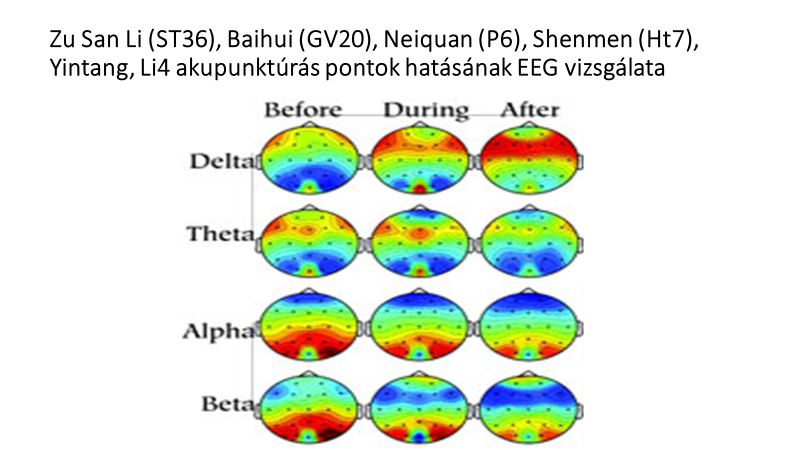 Zu San Li (ST36), Baihui (GV20), Neiquan (P6), Shenmen (Ht7),
Yintang, Li4 akupunktúrás pontok hatásának EEG vizsgálata
Before During After
Delta
Theta
Alpha
Beta